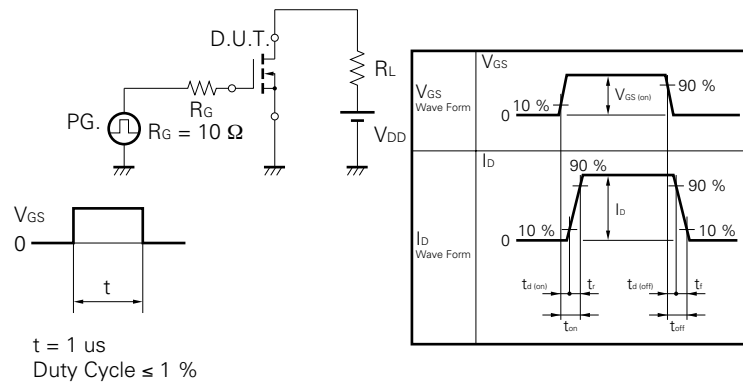 D.U.T.
RL
RG
PG.
RG = 10 Ω
VDD
VGS
0
t
t = 1 us
Duty Cycle ≤ 1 %
VGS
Wave Form
VGS
10 %
0
VGS (on)
90 %
ID
Wave Form
ID
90 %
90 %
10 %
0
ID
10 %
td (on)
tr
td (off)
tf
ton
toff